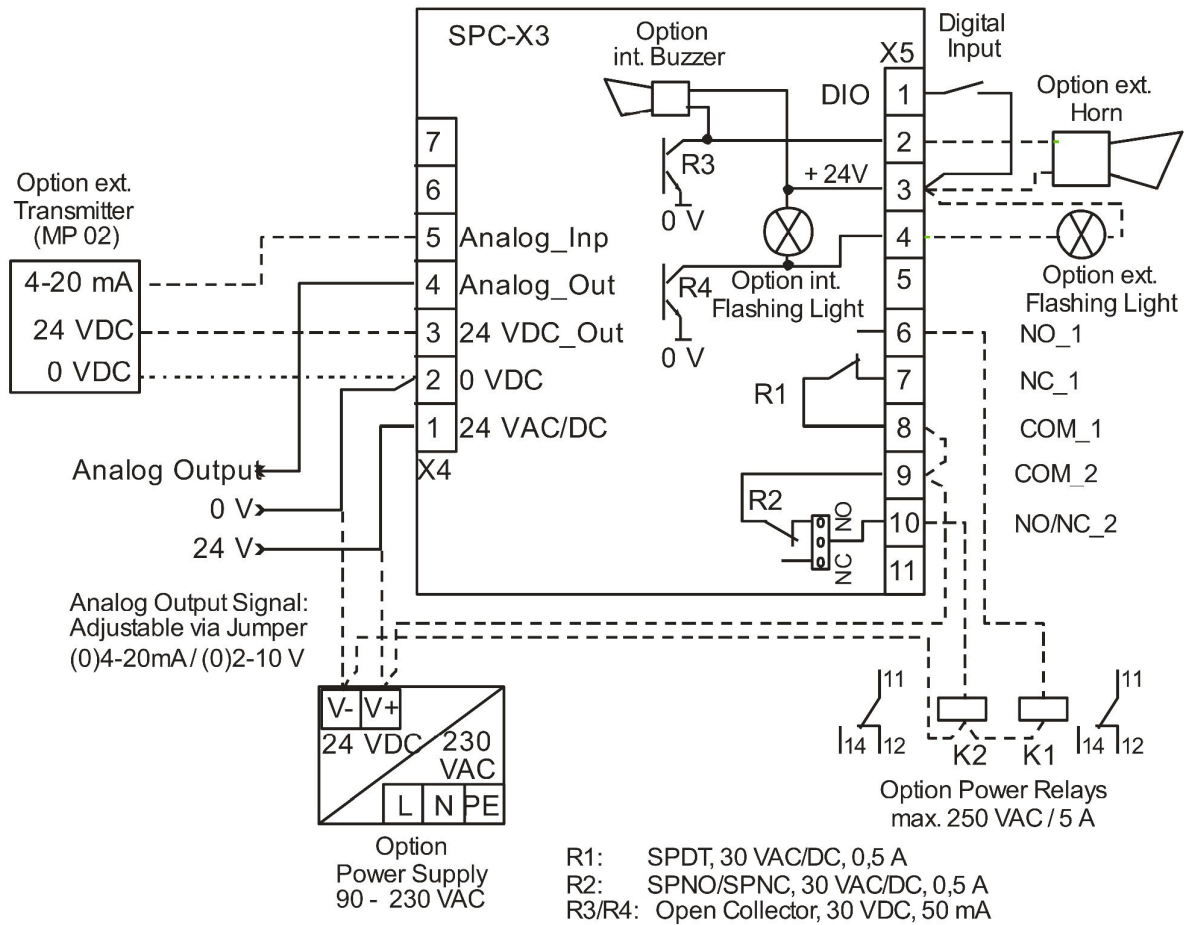 SPC-X3
Option
int. Buzzer
Digital
Input
X5
DIO
1
2
3
4
5
6
7
8
9
10
11
Option ext.
Horn
R3
+ 24V
0 V
R4
0 V
Option int.
Flashing Light
Option ext.
Flashing Light
NO_1
NC_1
COM_1
COM_2
NO/NC_2
R1
R2
NO
NC
7
6
5 Analog_Inp
4 Analog_Out
3 24 VDC_Out
2 0 VDC
1 24 VAC/DC
X4
Option ext.
Transmitter
(MP 02)
4-20 mA
24 VDC
0 VDC
Analog Output
0 V
24 V
Analog Output Signal:
Adjustable via Jumper
(0)4-20mA / (0)2-10 V
V- V+
24 VDC
230
VAC
L N PE
Option
Power Supply
90 - 230 VAC
11
14 12
K2
K1
11
14 12
Option Power Relays
max. 250 VAC / 5 A
R1: SPDT, 30 VAC/DC, 0,5 A
R2: SPNO/SPNC, 30 VAC/DC, 0,5 A
R3/R4: Open Collector, 30 VDC, 50 mA